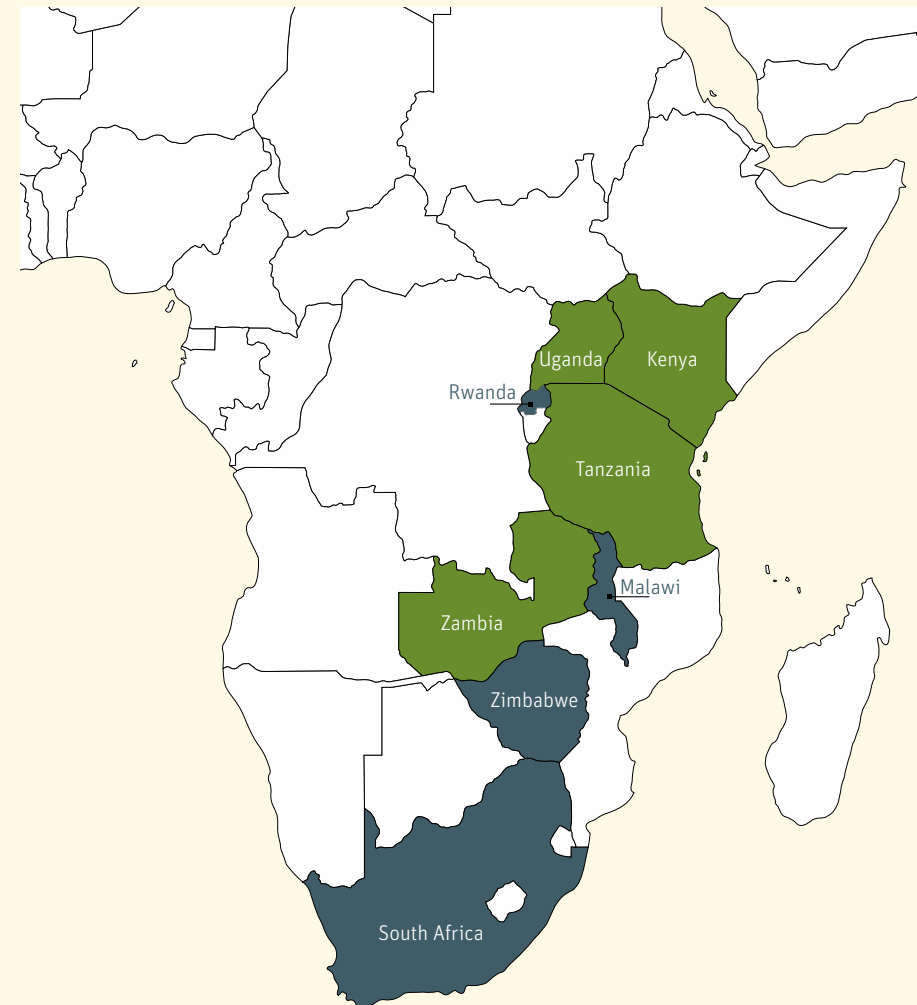 Uganda
Kenya
Rwanda
Tanzania
Malawi
Zambia
Zimbabwe
South Africa